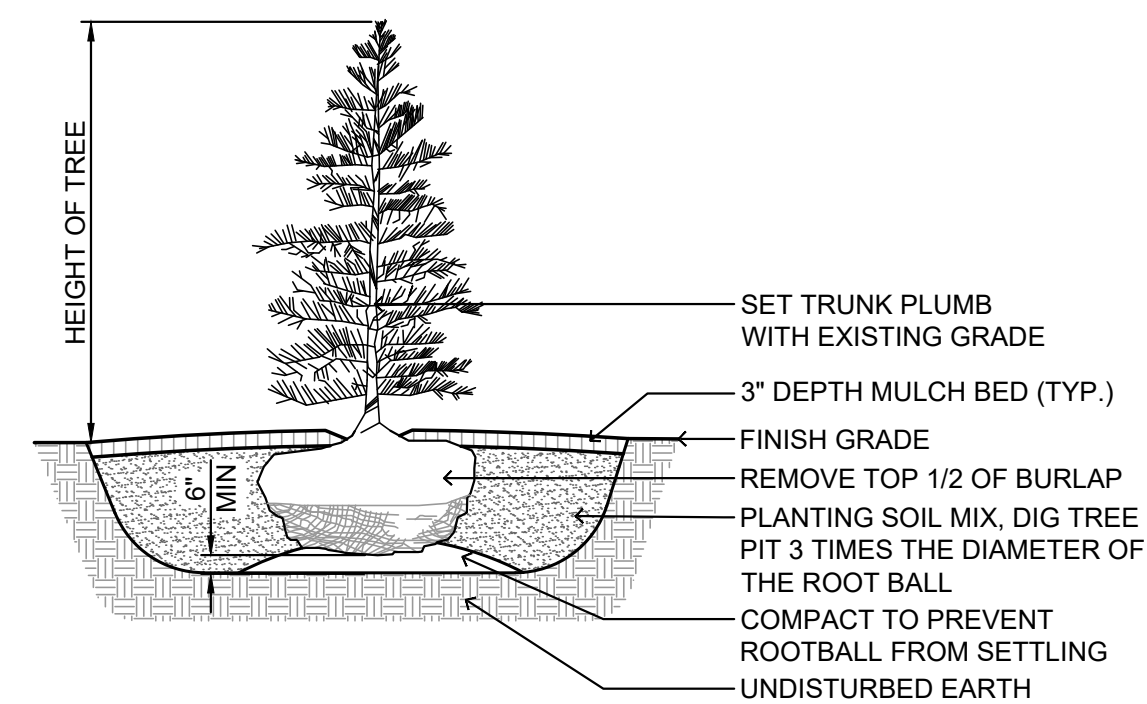 HEIGHT OF TREE
SET TRUNK PLUMB
WITH EXISTING GRADE
3" DEPTH MULCH BED (TYP.)
FINISH GRADE
REMOVE TOP 1/2 OF BURLAP
6"
MIN
PLANTING SOIL MIX, DIG TREE
PIT 3 TIMES THE DIAMETER OF
THE ROOT BALL
COMPACT TO PREVENT
ROOTBALL FROM SETTLING
UNDISTURBED EARTH